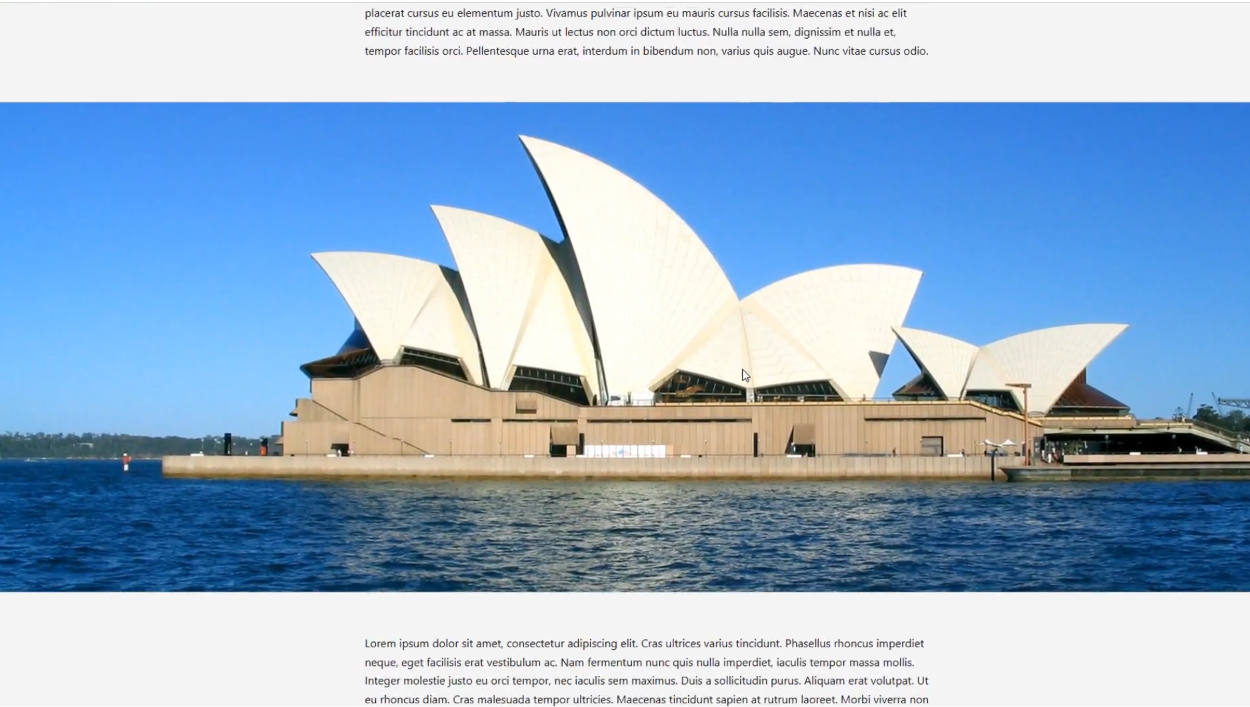 placerat cursus eu elementum justo. Vivamus pulvinar ipsum eu mauris cursus facilisis. Maecenas et nisi ac elit
efficitur tincidunt ac at massa. Mauris ut lectus non orci dictum luctus. Nulla nulla sem, dignissim et nulla et,
tempor facilisis orci. Pellentesque urna erat, interdum in bibendum non, varius quis augue. Nunc vitae cursus odio.
Lorem ipsum dolor sit amet, consectetur adipiscing elit. Cras ultrices varius tincidunt. Phasellus rhoncus imperdiet
neque, eget facilisis erat vestibulum ac. Nam fermentum nunc quis nulla imperdiet, iaculis tempor massa mollis.
Integer molestie justo eu orci tempor, nec iaculis sem maximus. Duis a sollicitudin purus. Aliquam erat volutpat. Ut
eu rhoncus diam. Cras malesuada tempor ultricies. Maecenas tincidunt sapien at rutrum laoreet. Morbi viverra non